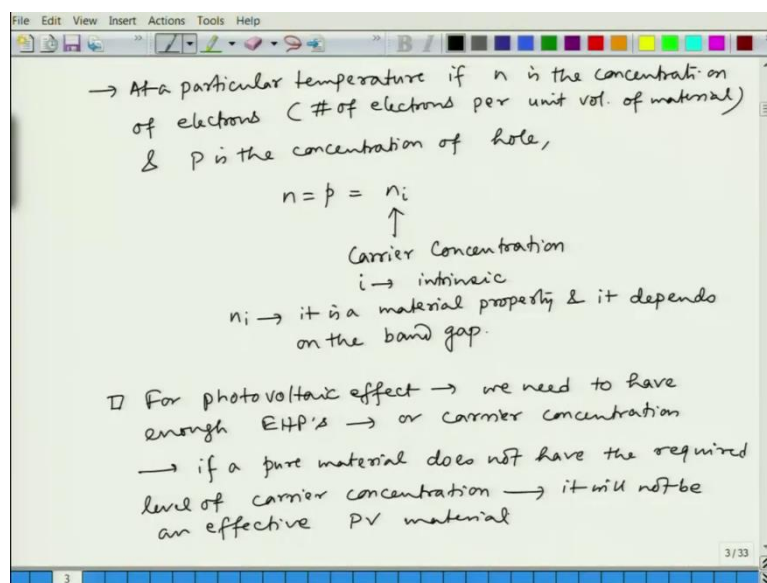 File Edit View Insert Actions Tools Help
B I
→ At a particular temperature if n is the concentration
of electrons (# of electrons per unit vol. of material)
& p is the concentration of hole,
n = p = ni
↑
Carrier Concentration
i → intrinsic
ni → it is a material property & it depends
on the band gap.
For photovoltaic effect → we need to have
enough EHP's → or carrier concentration
→ if a pure material does not have the required
level of carrier concentration → it will not be
an effective PV material
3/33
3